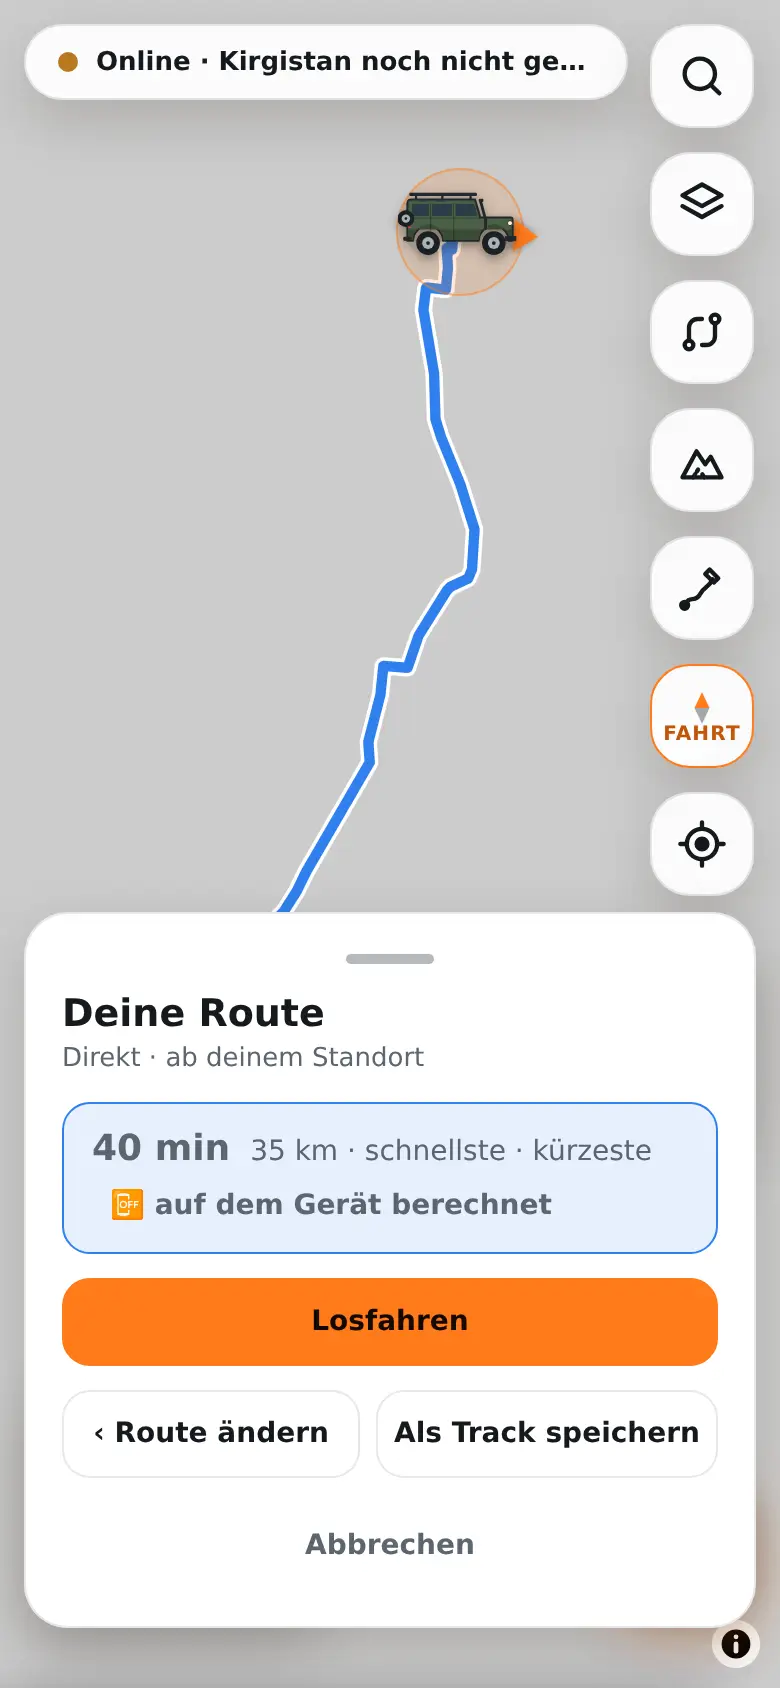 Online · Kirgistan noch nicht ge…
FAHRT
Deine Route
Direkt · ab deinem Standort
40 min 35 km · schnellste · kürzeste
📴 auf dem Gerät berechnet
Losfahren
‹ Route ändern
Als Track speichern
Abbrechen